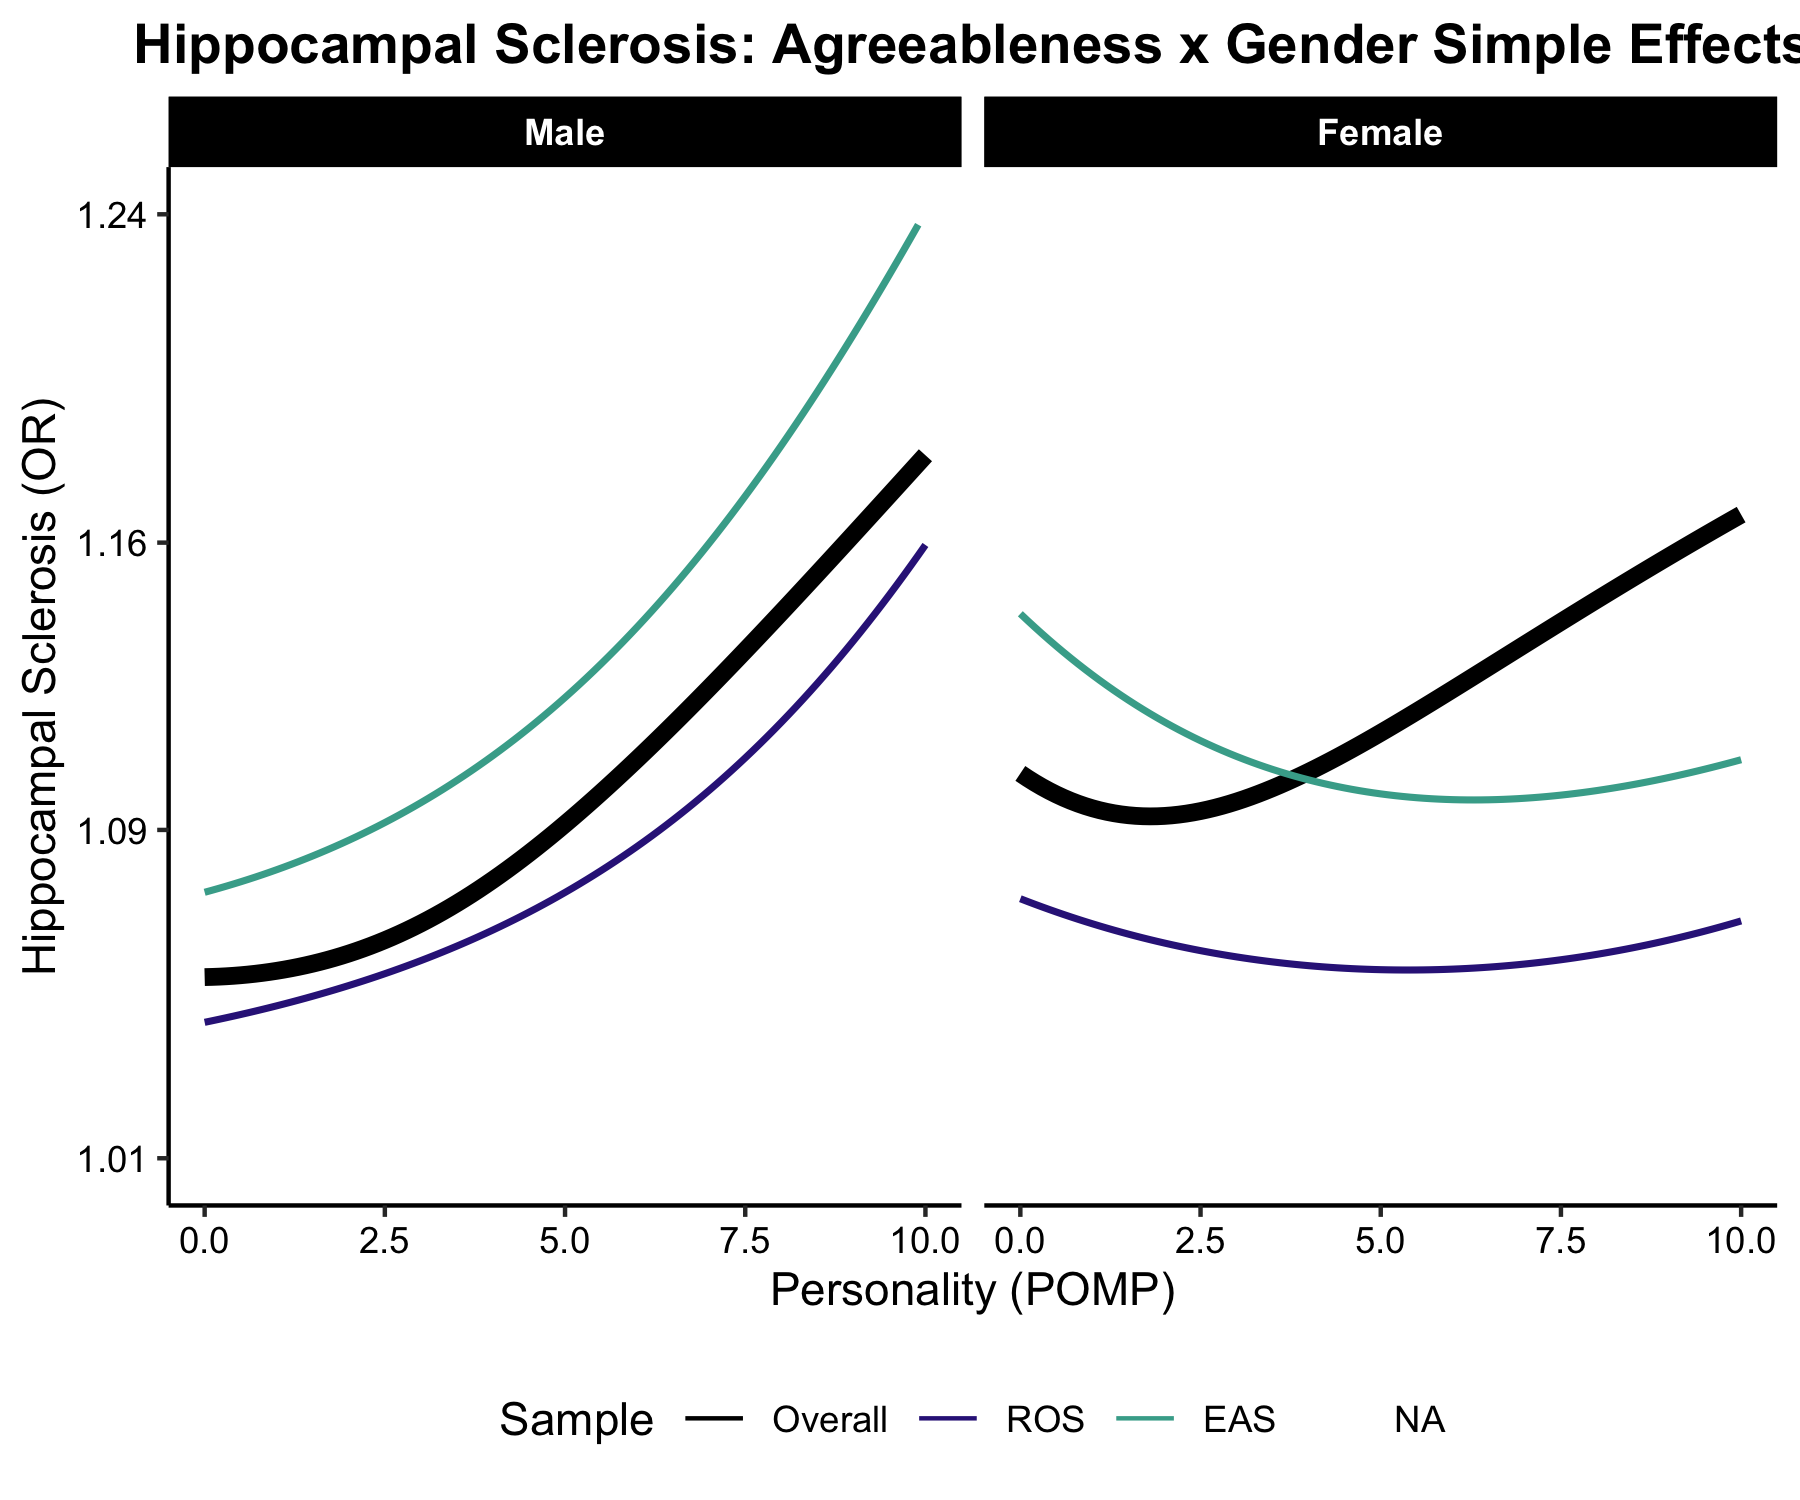 Hippocampal Sclerosis: Agreeableness x Gender Simple Effects
Male Female
Hippocampal Sclerosis (OR)
1.24
1.16
1.09
1.01
0.0 2.5 5.0 7.5 10.0 0.0 2.5 5.0 7.5 10.0
Personality (POMP)
Sample Overall ROS EAS NA